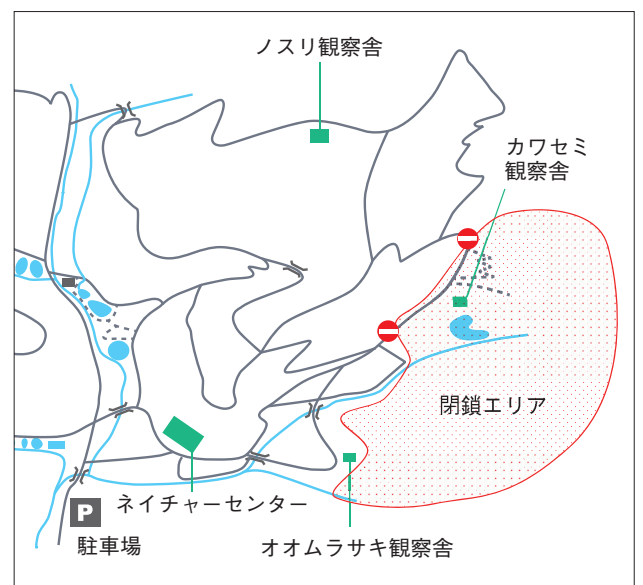 ノスリ観察舎
カワセミ
観察舎
閉鎖エリア
ネイチャーセンター
P
駐車場
オオムラサキ観察舎